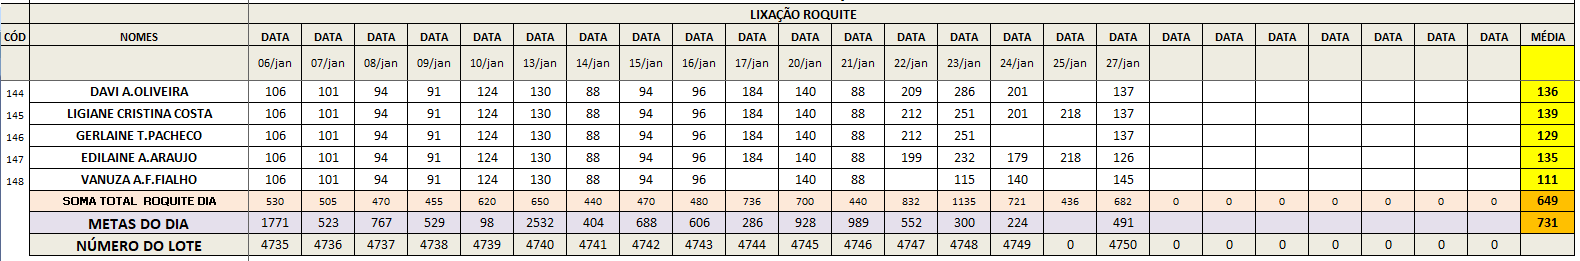 LIXAÇÃO ROQUITE
CÓD NOMES DATA DATA DATA DATA DATA DATA DATA DATA DATA DATA DATA DATA DATA DATA DATA DATA DATA DATA DATA DATA DATA DATA DATA MÉDIA
06/jan 07/jan 08/jan 09/jan 10/jan 13/jan 14/jan 15/jan 16/jan 17/jan 20/jan 21/jan 22/jan 23/jan 24/jan 25/jan 27/jan
144 DAVI A.OLIVEIRA 106 101 94 91 124 130 88 94 96 184 140 88 209 286 201 137 136
145 LIGIANE CRISTINA COSTA 106 101 94 91 124 130 88 94 96 184 140 88 212 251 201 218 137 139
146 GERLAINE T.PACHECO 106 101 94 91 124 130 88 94 96 184 140 88 212 251 137 129
147 EDILAINE A.ARAUJO 106 101 94 91 124 130 88 94 96 184 140 88 199 232 179 218 126 135
148 VANUZA A.F.FIALHO 106 101 94 91 124 130 88 94 96 140 88 115 140 145 111
SOMA TOTAL ROQUITE DIA 530 505 470 455 620 650 440 470 480 736 700 440 832 1135 721 436 682 0 0 0 0 0 0 649
METAS DO DIA 1771 523 767 529 98 2532 404 688 606 286 928 989 552 300 224 491 731
NÚMERO DO LOTE 4735 4736 4737 4738 4739 4740 4741 4742 4743 4744 4745 4746 4747 4748 4749 0 4750 0 0 0 0 0 0